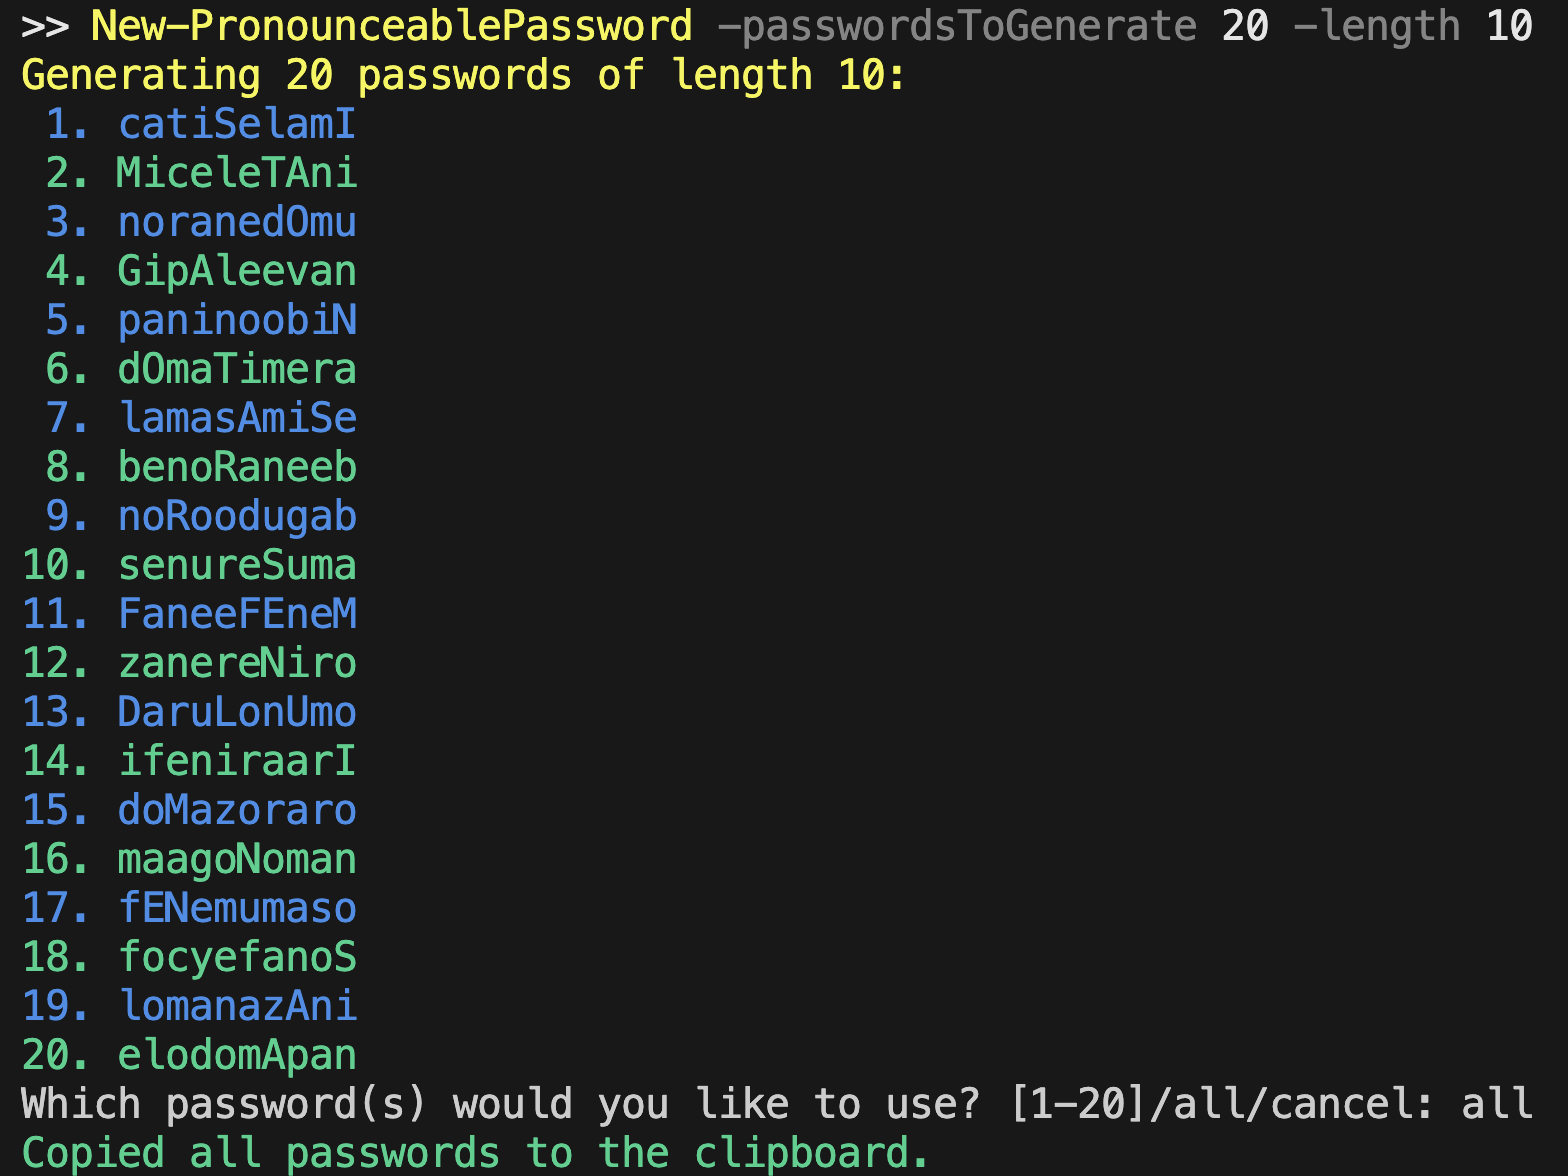 >> New-PronounceablePassword -passwordsToGenerate 20 -length 10
Generating 20 passwords of length 10:
1. catiSelamI
2. MiceleTAni
3. noranedOmu
4. GipAleevan
5. paninoobiN
6. dOmaTimera
7. lamasAmiSe
8. benoRaneeb
9. noRoodugab
10. senureSuma
11. FaneeFEneM
12. zanereNiro
13. DaruLonUmo
14. ifeniraarI
15. doMazoraro
16. maagoNoman
17. fENemumaso
18. focyefanoS
19. lomanazAni
20. elodomApan
Which password(s) would you like to use? [1-20]/all/cancel: all
Copied all passwords to the clipboard.